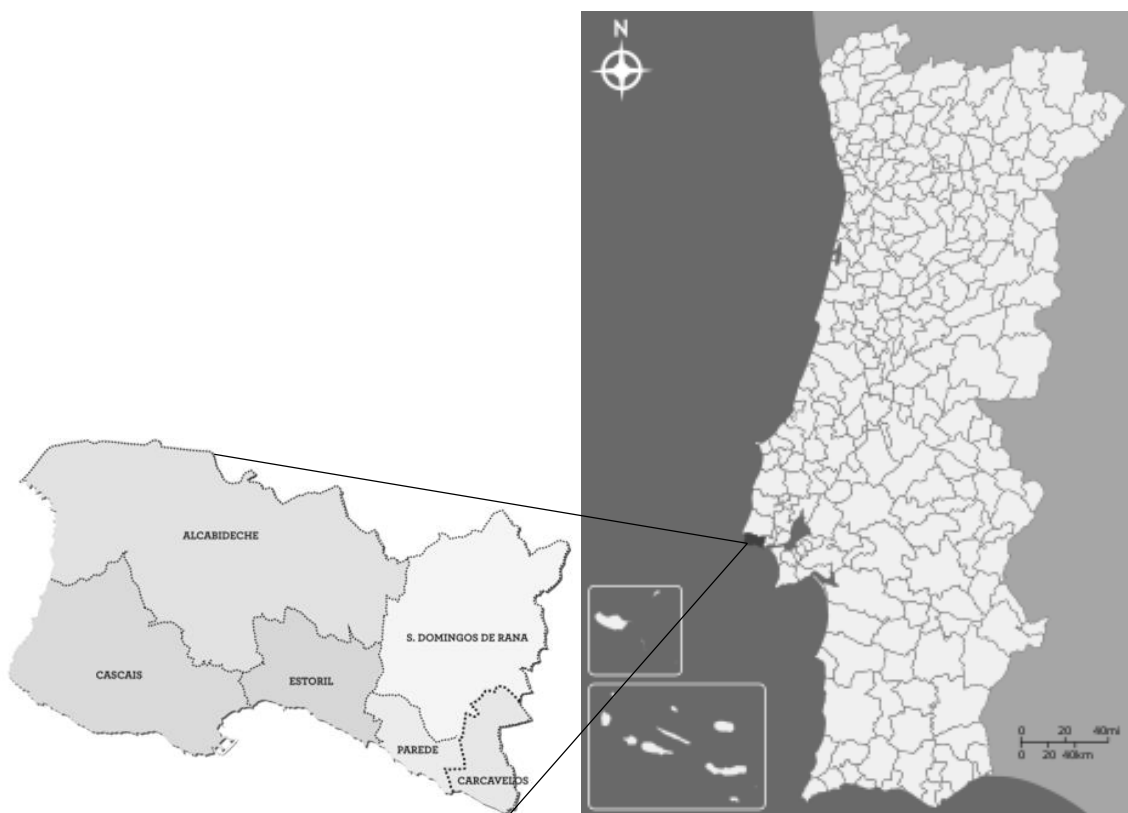 N
ALCABIDECHE
S. DOMINGOS DE RANA
CASCAIS
ESTORIL
PAREDE
CARCAVELOS
0 20 40mi
0 20 40km